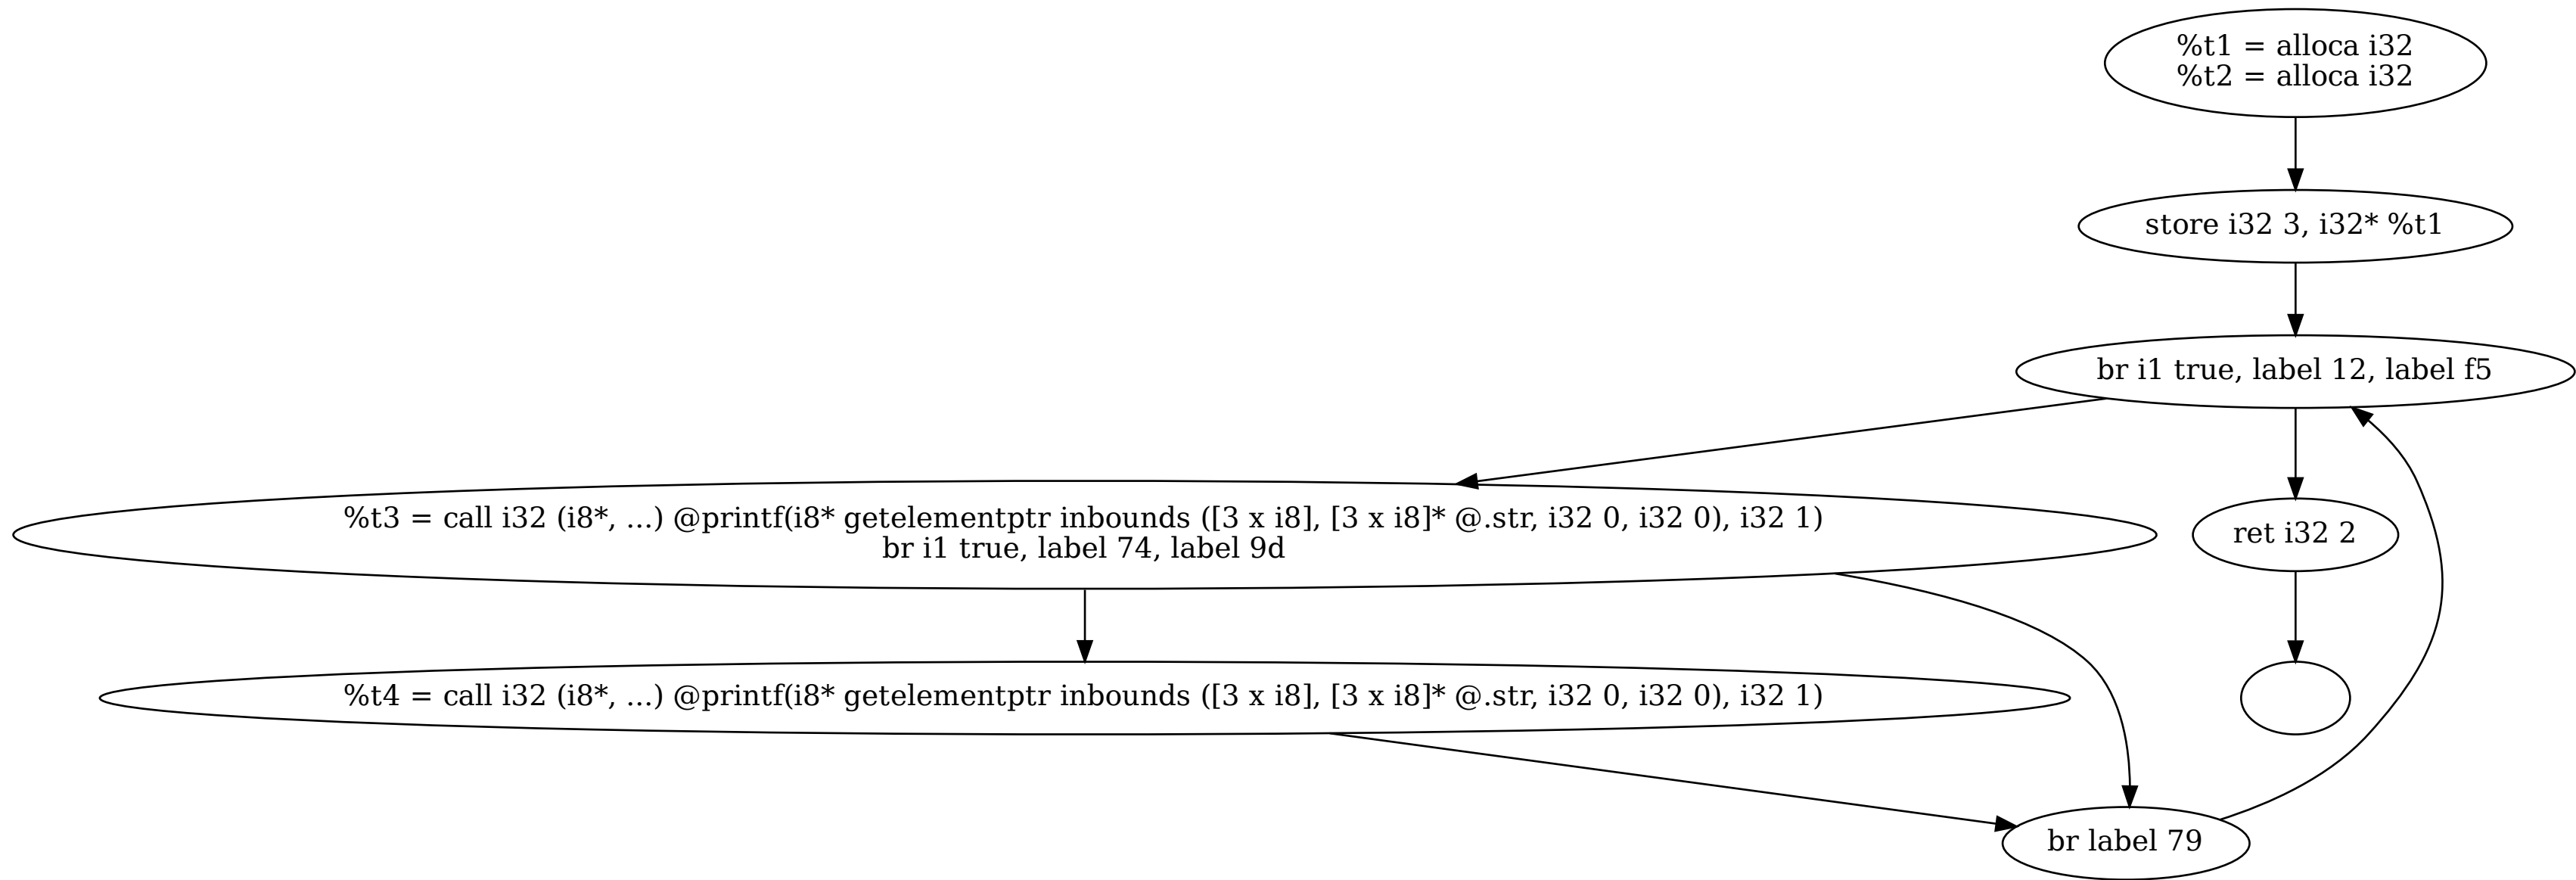 %t1 = alloca i32
%t2 = alloca i32
store i32 3, i32* %t1
br i1 true, label 12, label f5
%t3 = call i32 (i8*, ...) @printf(i8* getelementptr inbounds ([3 x i8], [3 x i8]* @.str, i32 0, i32 0), i32 1)
br i1 true, label 74, label 9d
ret i32 2
%t4 = call i32 (i8*, ...) @printf(i8* getelementptr inbounds ([3 x i8], [3 x i8]* @.str, i32 0, i32 0), i32 1)
br label 79